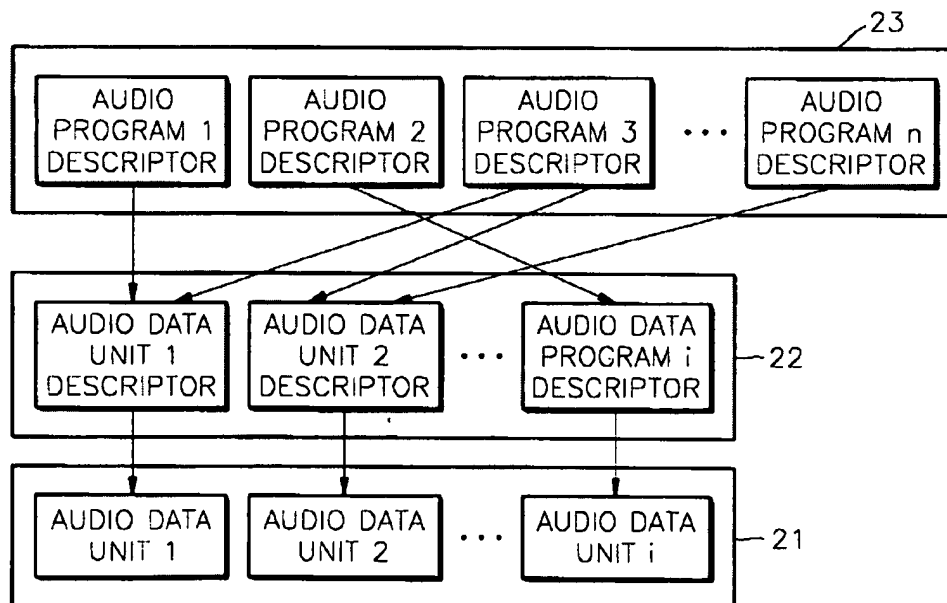 23
AUDIO
PROGRAM 1
DESCRIPTOR
AUDIO
PROGRAM 2
DESCRIPTOR
AUDIO
PROGRAM 3
DESCRIPTOR
...
AUDIO
PROGRAM n
DESCRIPTOR
AUDIO DATA
UNIT 1
DESCRIPTOR
AUDIO DATA
UNIT 2
DESCRIPTOR
...
AUDIO DATA
PROGRAM i
DESCRIPTOR
22
AUDIO DATA
UNIT 1
AUDIO DATA
UNIT 2
...
AUDIO DATA
UNIT i
21